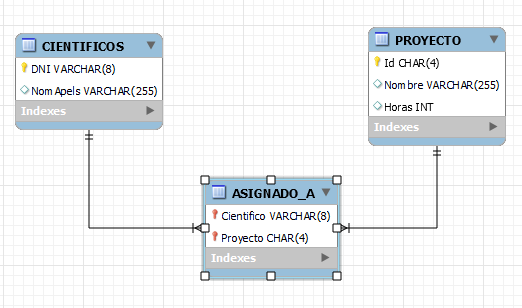 CIENTIFICOS
DNI VARCHAR(8)
NomApels VARCHAR(255)
Indexes
PROYECTO
Id CHAR(4)
Nombre VARCHAR(255)
Horas INT
Indexes
ASIGNADO_A
Cientifico VARCHAR(8)
Proyecto CHAR(4)
Indexes